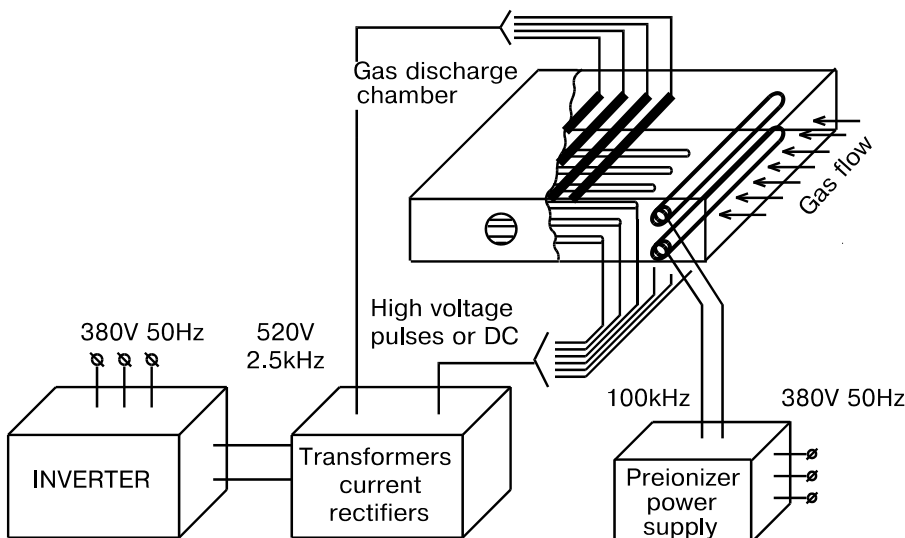 Gas discharge
chamber
Gas flow
High voltage
pulses or DC
380V 50Hz
520V
2.5kHz
100kHz
380V 50Hz
INVERTER
Transformers
current
rectifiers
Preionizer
power
supply